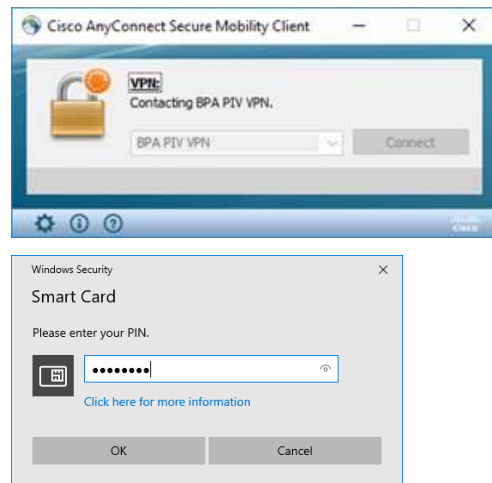 Cisco AnyConnect Secure Mobility Client
VPN:
Contacting BPA PIV VPN.
BPA PIV VPN
Connect
CISCO
Windows Security
Smart Card
Please enter your PIN.
Click here for more information
OK
Cancel